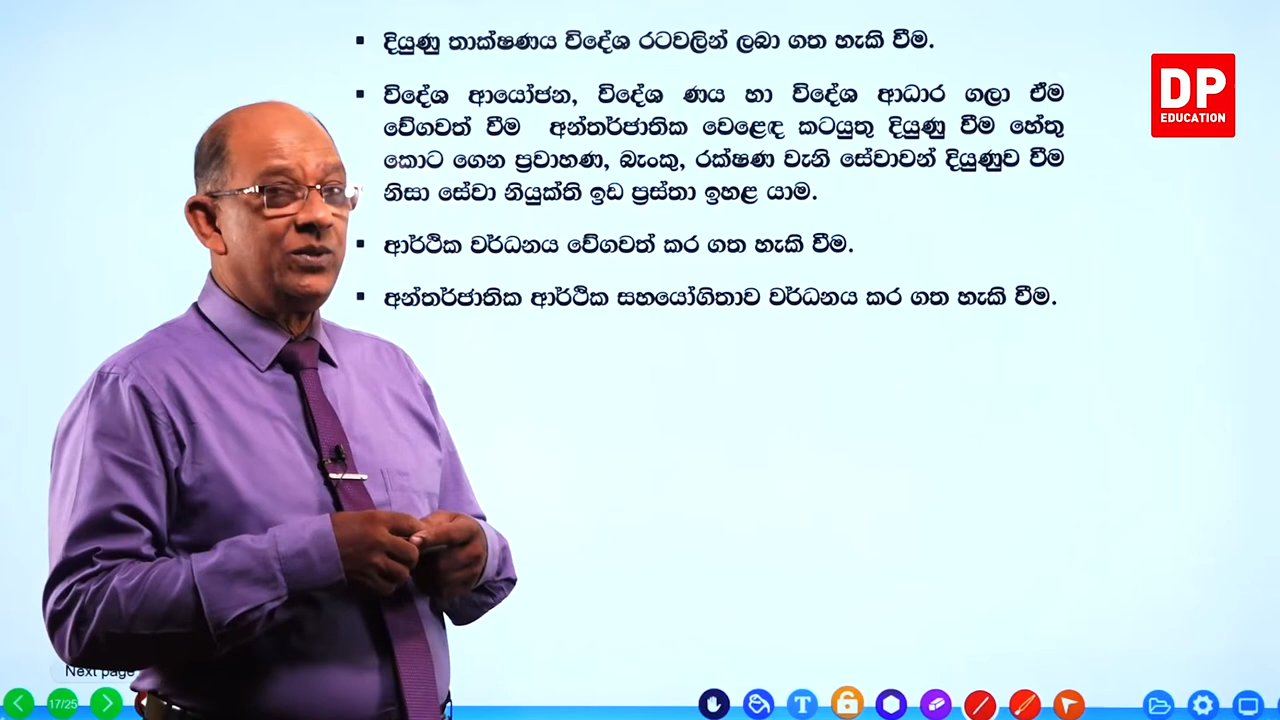 දියුණු තාක්ෂණය විදේශ රටවලින් ලබා ගත හැකි වීම.
විදේශ ආයෝජන, විදේශ ණය හා විදේශ ආධාර ගලා ඒම
වේගවත් වීම අන්තර්ජාතික වෙළෙඳ කටයුතු දියුණු වීම හේතු
කොට ගෙන ප්‍රවාහණ, බැංකු, රක්ෂණ වැනි සේවාවන් දියුණුව වීම
නිසා සේවා නියුක්ති ඉඩ ප්‍රස්තා ඉහළ යාම.
ආර්ථික වර්ධනය වේගවත් කර ගත හැකි වීම.
අන්තර්ජාතික ආර්ථික සහයෝගිතාව වර්ධනය කර ගත හැකි වීම.
DP
EDUCATION
Next page
17/25
T